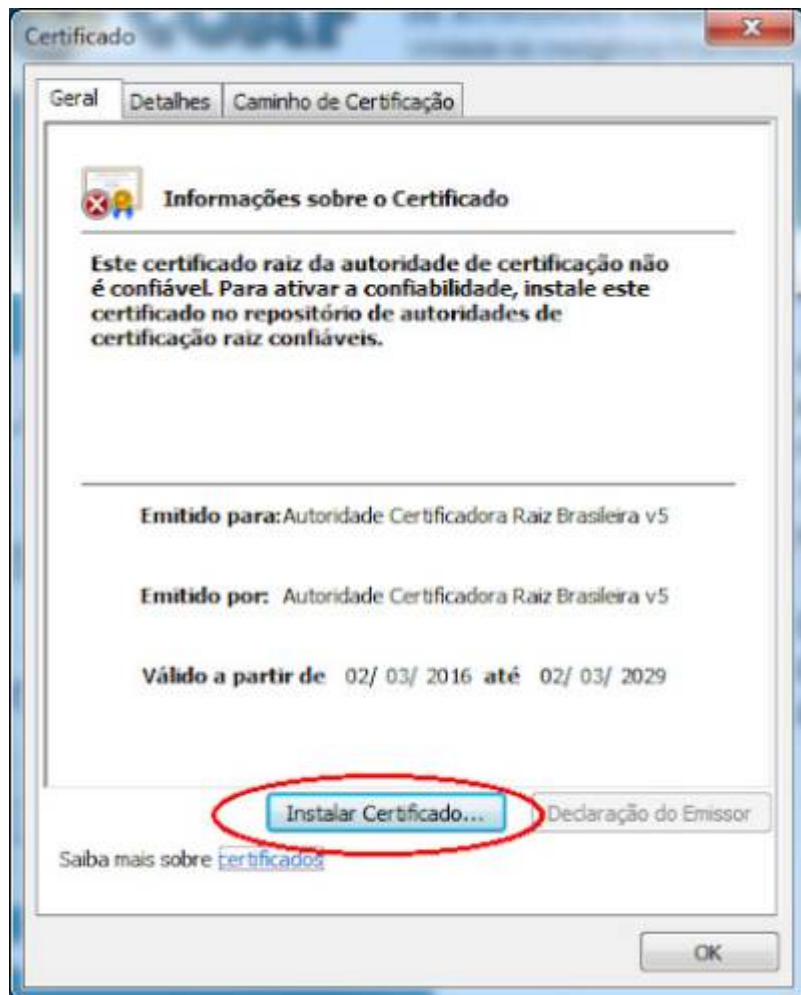 Certificado
Geral
Detalhes
Caminho de Certificação
Informações sobre o Certificado
Este certificado raiz da autoridade de certificação não
é confiável. Para ativar a confiabilidade, instale este
certificado no repositório de autoridades de
certificação raiz confiáveis.
Emitido para: Autoridade Certificadora Raiz Brasileira v5
Emitido por: Autoridade Certificadora Raiz Brasileira v5
Válido a partir de 02/ 03/ 2016 até 02/ 03/ 2029
Instalar Certificado...
Declaração do Emissor
Saiba mais sobre certificados
OK